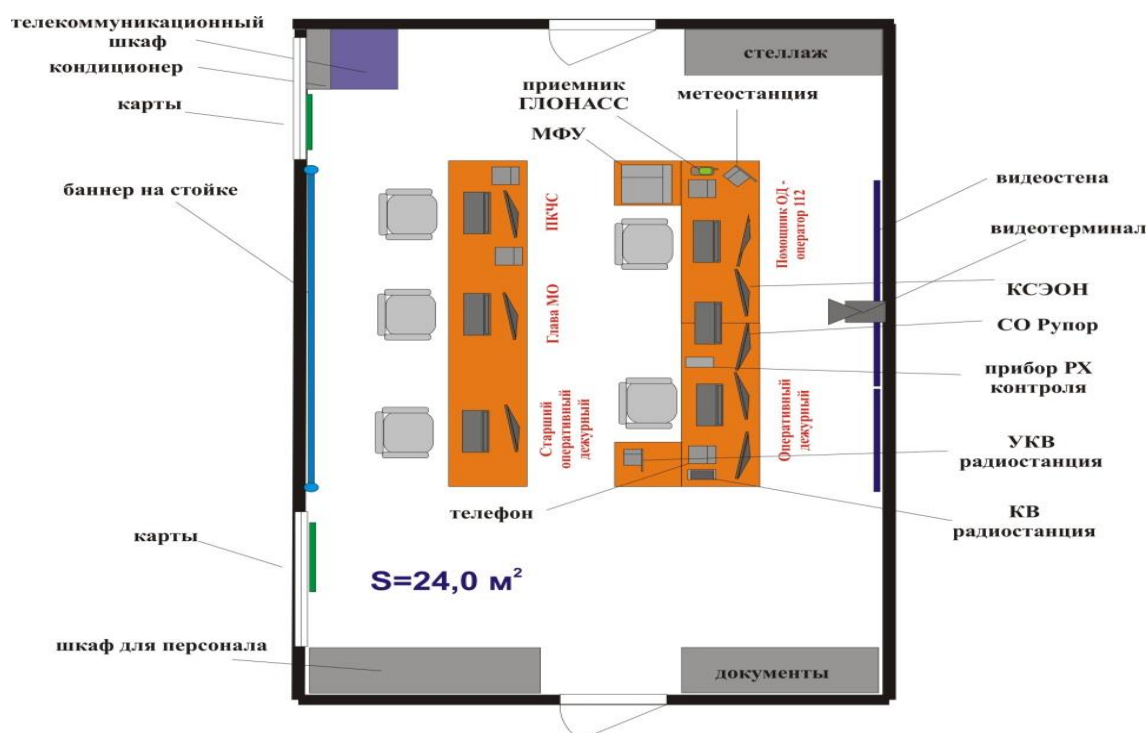 телекоммуникационный
шкаф
кондиционер
карты
баннер на стойке
карты
шкаф для персонала
стеллаж
приемник
ГЛОНАСС
МФУ
метеостанция
ПКЧС
Глава МО
Старший
оперативный
дежурный
Помощник ОД -
оператор 112
Оперативный
дежурный
видеостена
видеотерминал
КСЭОН
СО Рупор
прибор РХ
контроля
УКВ
радиостанция
КВ
радиостанция
телефон
S=24,0 м²
документы